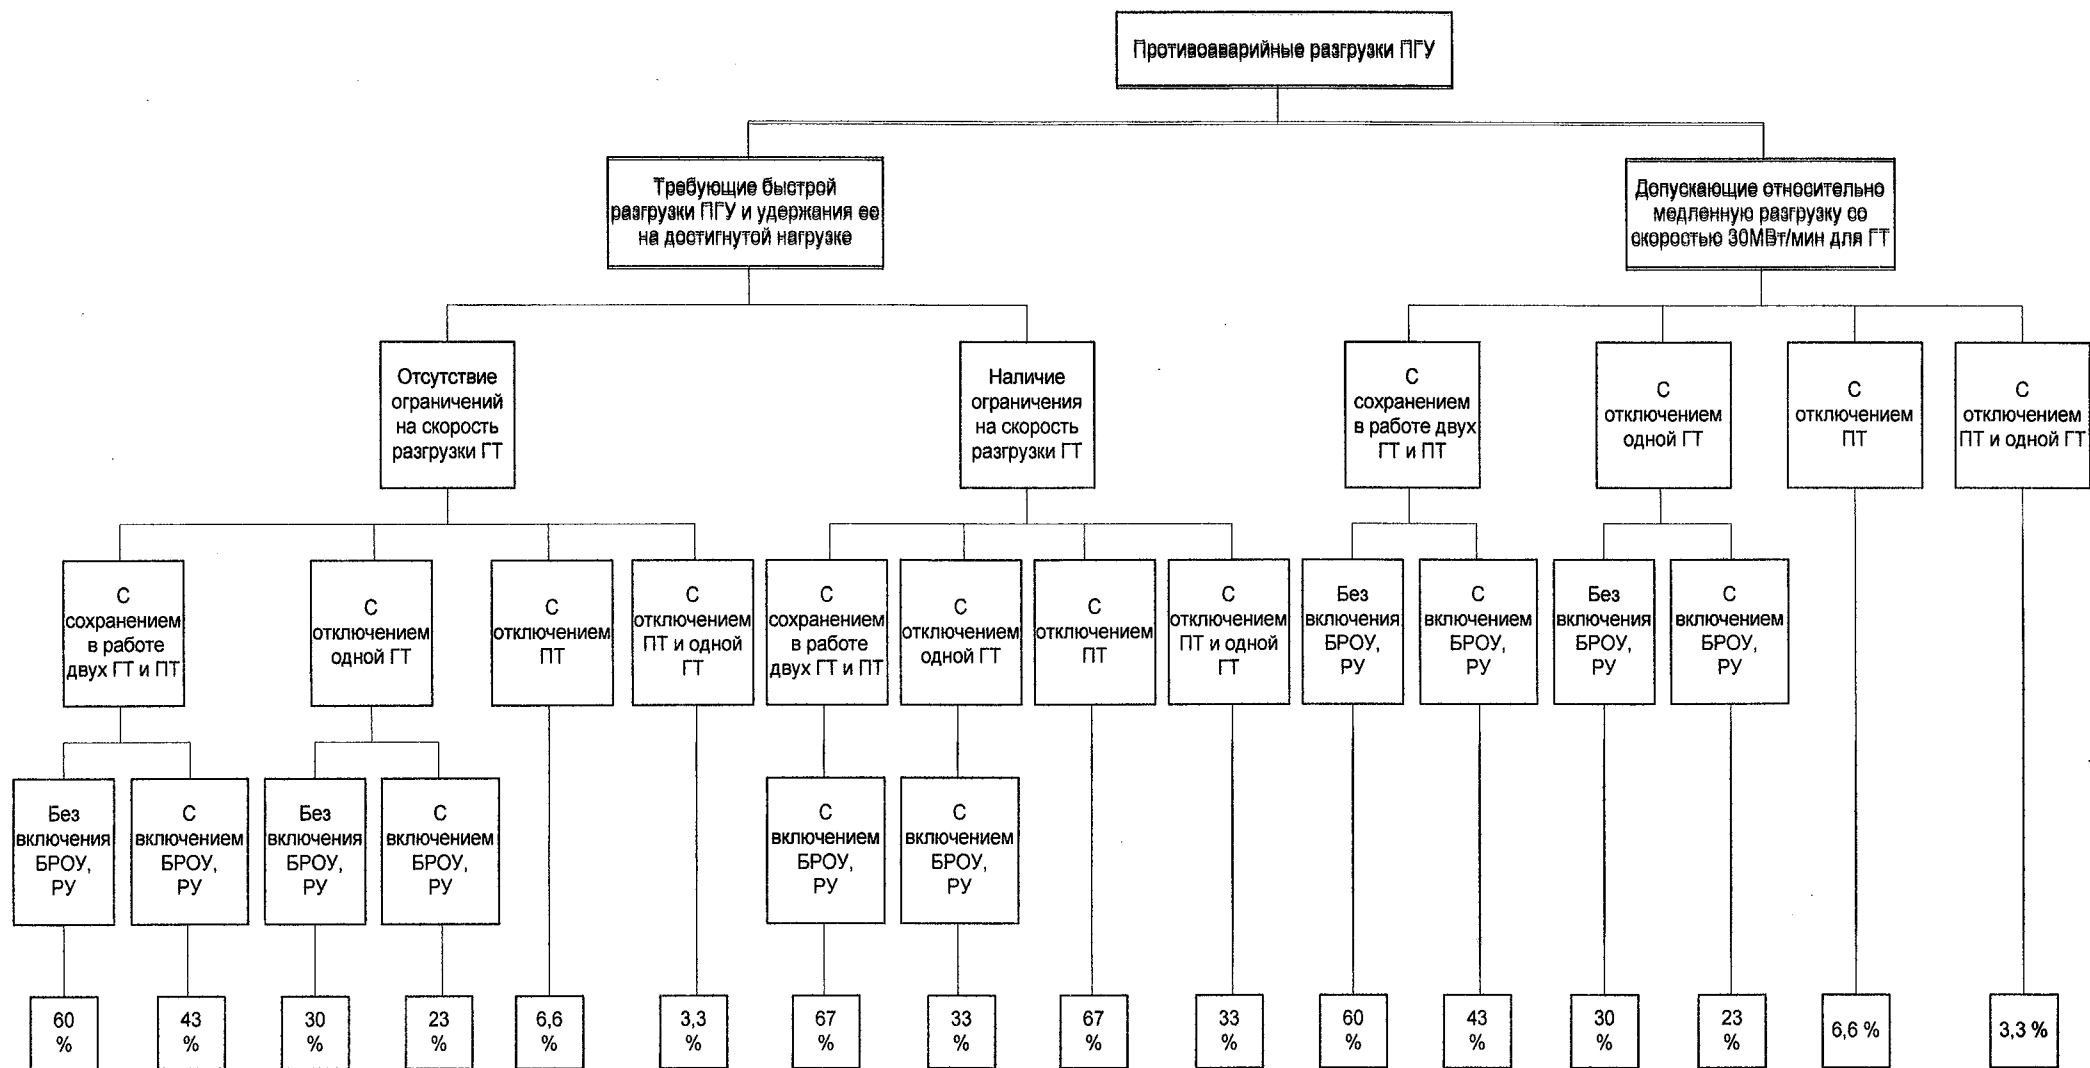 Противоаварийные разгрузки ПГУ
Требующие быстрой
разгрузки ПГУ и удержания ее
на достигнутой нагрузке
Допускающие относительно
медленную разгрузку со
скоростью 30МВт/мин для ГТ
Отсутствие
ограничений
на скорость
разгрузки ГТ
Наличие
ограничения
на скорость
разгрузки ГТ
С
сохранением
в работе двух
ГТ и ПТ
С
отключением
одной ГТ
С
отключением
ПТ
С
отключением
ПТ и одной ГТ
С
сохранением
в работе
двух ГТ и ПТ
С
отключением
одной ГТ
С
отключением
ПТ
С
отключением
ПТ и одной
ГТ
С
сохранением
в работе
двух ГТ и ПТ
С
отключением
одной ГТ
С
отключением
ПТ
С
отключением
ПТ и одной
ГТ
Без
включения
БРОУ,
РУ
С
включением
БРОУ,
РУ
Без
включения
БРОУ,
РУ
С
включением
БРОУ,
РУ
Без
включения
БРОУ,
РУ
С
включением
БРОУ,
РУ
Без
включения
БРОУ,
РУ
С
включением
БРОУ,
РУ
С
включением
БРОУ,
РУ
С
включением
БРОУ,
РУ
60
%
43
%
30
%
23
%
6,6
%
3,3
%
67
%
33
%
67
%
33
%
60
%
43
%
30
%
23
%
6,6 %
3,3 %